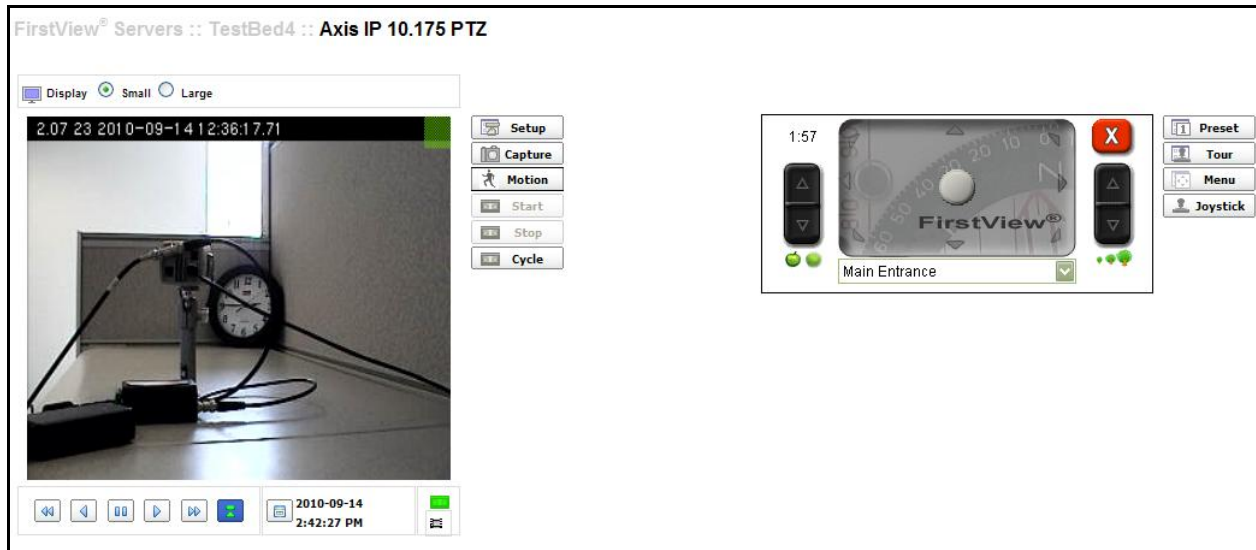 FirstView® Servers :: TestBed4 :: Axis IP 10.175 PTZ
Display Small Large
2.07 23 2010-09-14 12:36:17.71
Setup
Capture
Motion
Start
Stop
Cycle
2010-09-14
2:42:27 PM
1:57
X
FirstView®
Main Entrance
1 Preset
Tour
Menu
Joystick